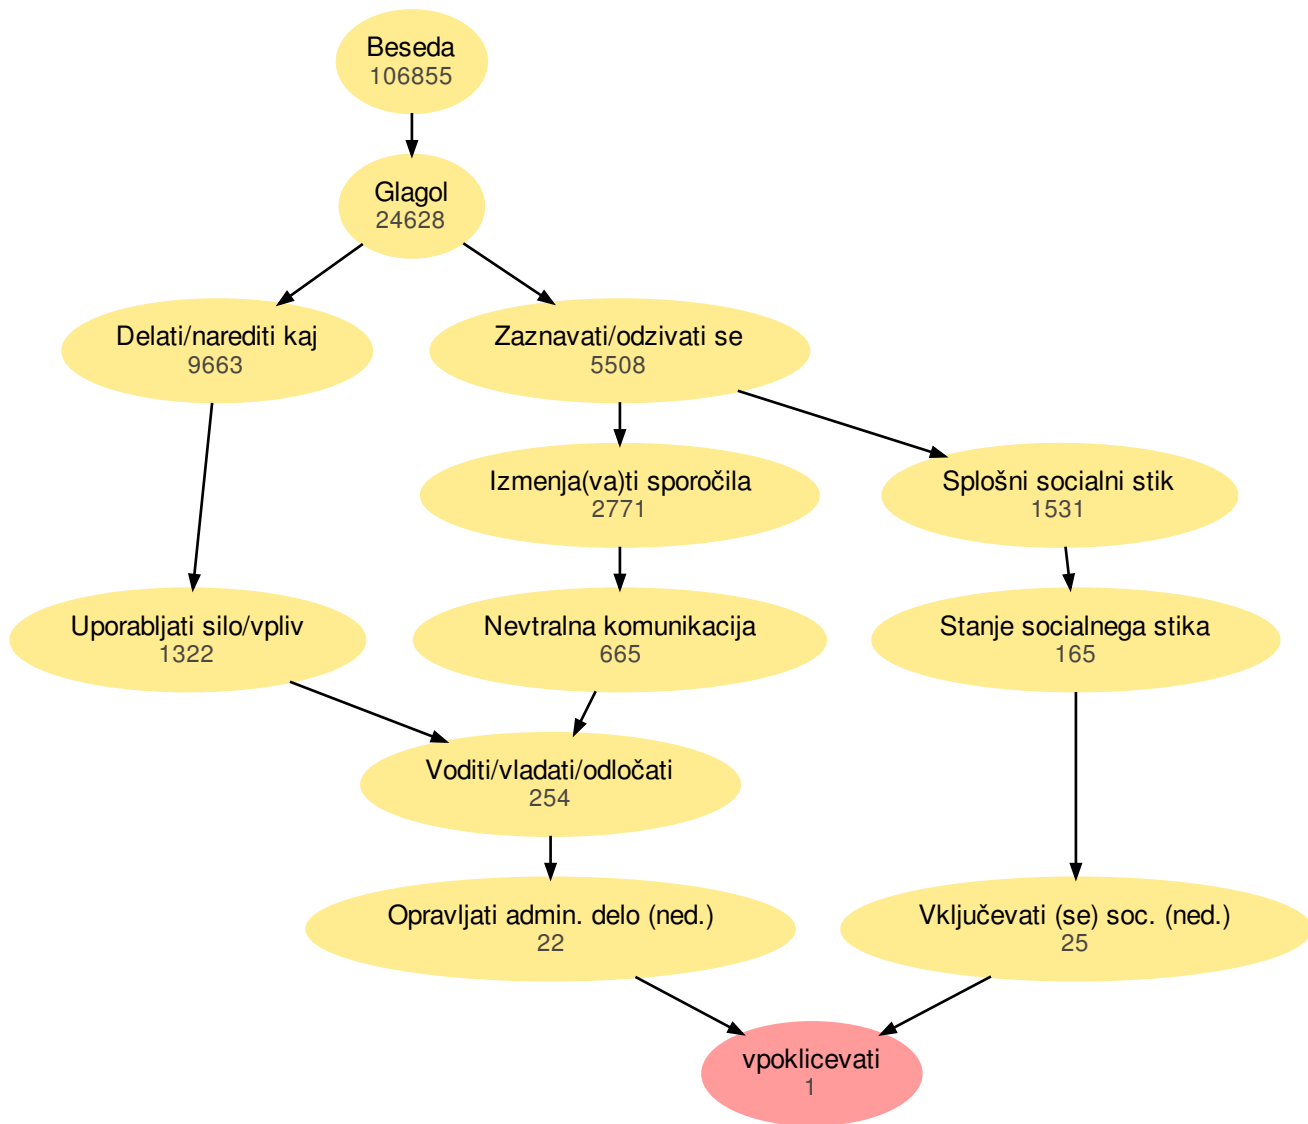 Beseda
106855
Glagol
24628
Delati/narediti kaj
9663
Zaznavati/odzivati se
5508
Izmenja(va)ti sporočila
2771
Splošni socialni stik
1531
Uporabljati silo/vpliv
1322
Nevtralna komunikacija
665
Stanje socialnega stika
165
Voditi/vladati/odločati
254
Opravljati admin. delo (ned.)
22
Vključevati (se) soc. (ned.)
25
vpoklicevati
1